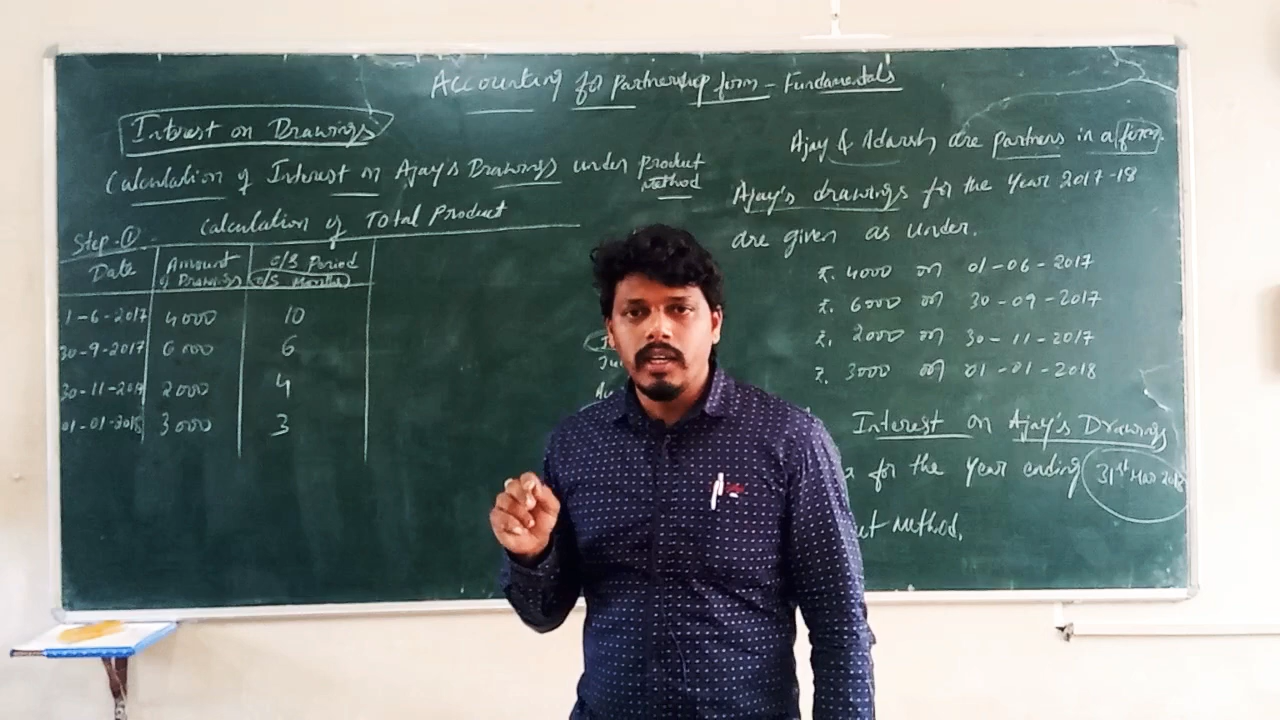 Accounting for Partnership form - Fundamentals
Interest on Drawings
Calculation of Interest on Ajay's Drawings under Product Method
Step-①
Calculation of Total Product
Date
Amount of Drawings
O/S Period
O/S Months
1-6-2017 4000 10
30-9-2017 6000 6
30-11-2017 2000 4
01-01-2018 3000 3
Ajay & Adarsh are partners in a form.
Ajay's drawings for the Year 2017-18
are given as under.
₹. 4000 on 01-06-2017
₹. 6000 on 30-09-2017
₹. 2000 on 30-11-2017
₹. 3000 on 01-01-2018
Interest on Ajay's Drawings
for the Year ending 31st Mar 2018
Method.